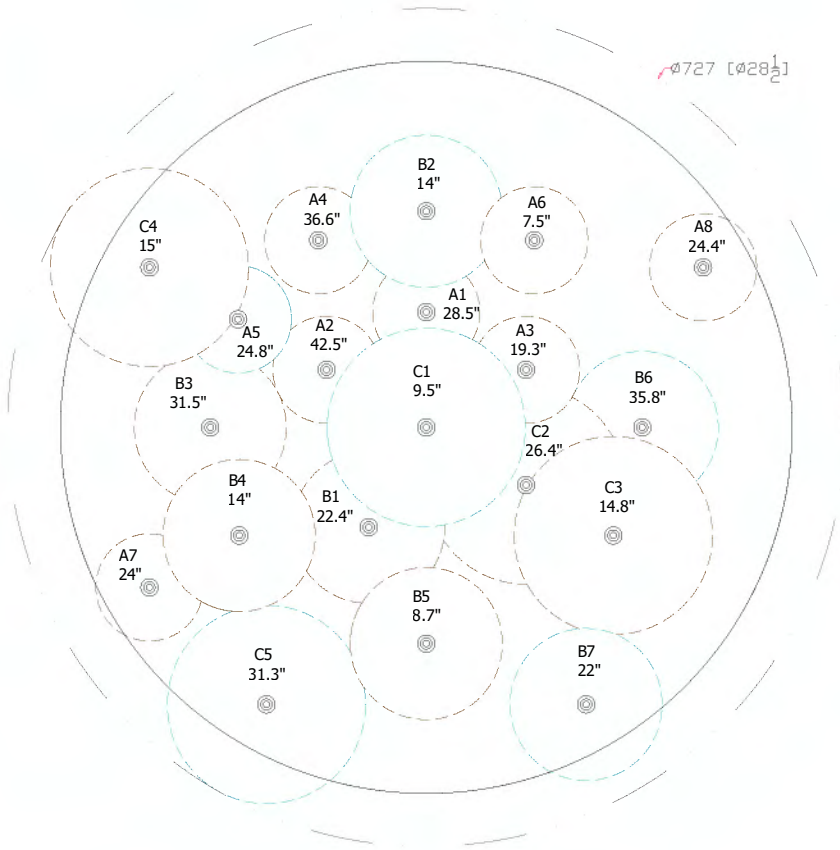 Ø727 [Ø28 1/2]
B2
14"
A4
36.6"
A6
7.5"
C4
15"
A8
24.4"
A1
28.5"
A5
24.8"
A2
42.5"
A3
19.3"
C1
9.5"
B3
31.5"
B6
35.8"
C2
26.4"
B4
14"
B1
22.4"
C3
14.8"
A7
24"
B5
8.7"
C5
31.3"
B7
22"